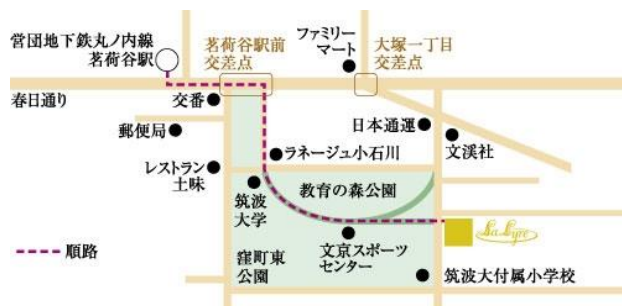 営団地下鉄丸ノ内線
茗荷谷駅
茗荷谷駅前
交差点
ファミリー
マート
大塚一丁目
交差点
春日通り
交番
郵便局
日本通運
文溪社
ラネージュ小石川
レストラン
土味
教育の森公園
筑波
大学
文京スポーツ
センター
La Lyre
順路
窪町東
公園
筑波大付属小学校